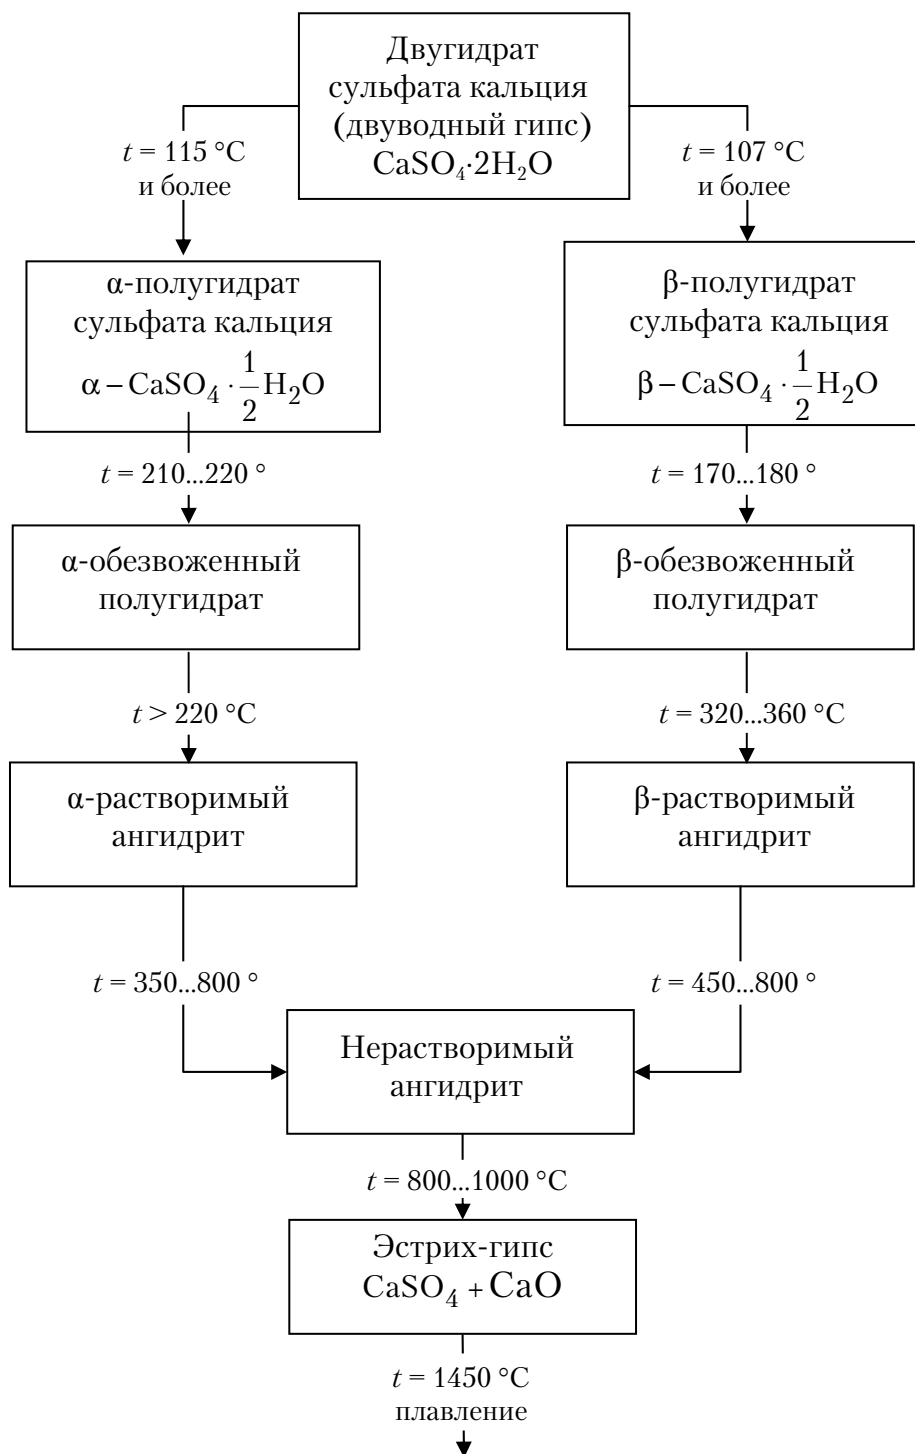 Двугидрат
сульфата кальция
(двуводный гипс)
CaSO₄·2H₂O
t = 115 °C
и более
t = 107 °C
и более
α-полугидрат
сульфата кальция
α – CaSO₄ · 1/2 H₂O
β-полугидрат
сульфата кальция
β – CaSO₄ · 1/2 H₂O
t = 210...220 °
t = 170...180 °
α-обезвоженный
полугидрат
β-обезвоженный
полугидрат
t > 220 °C
t = 320...360 °C
α-растворимый
ангидрит
β-растворимый
ангидрит
t = 350...800 °
t = 450...800 °
Нерастворимый
ангидрит
t = 800...1000 °C
Эстрих-гипс
CaSO₄ + CaO
t = 1450 °C
плавление